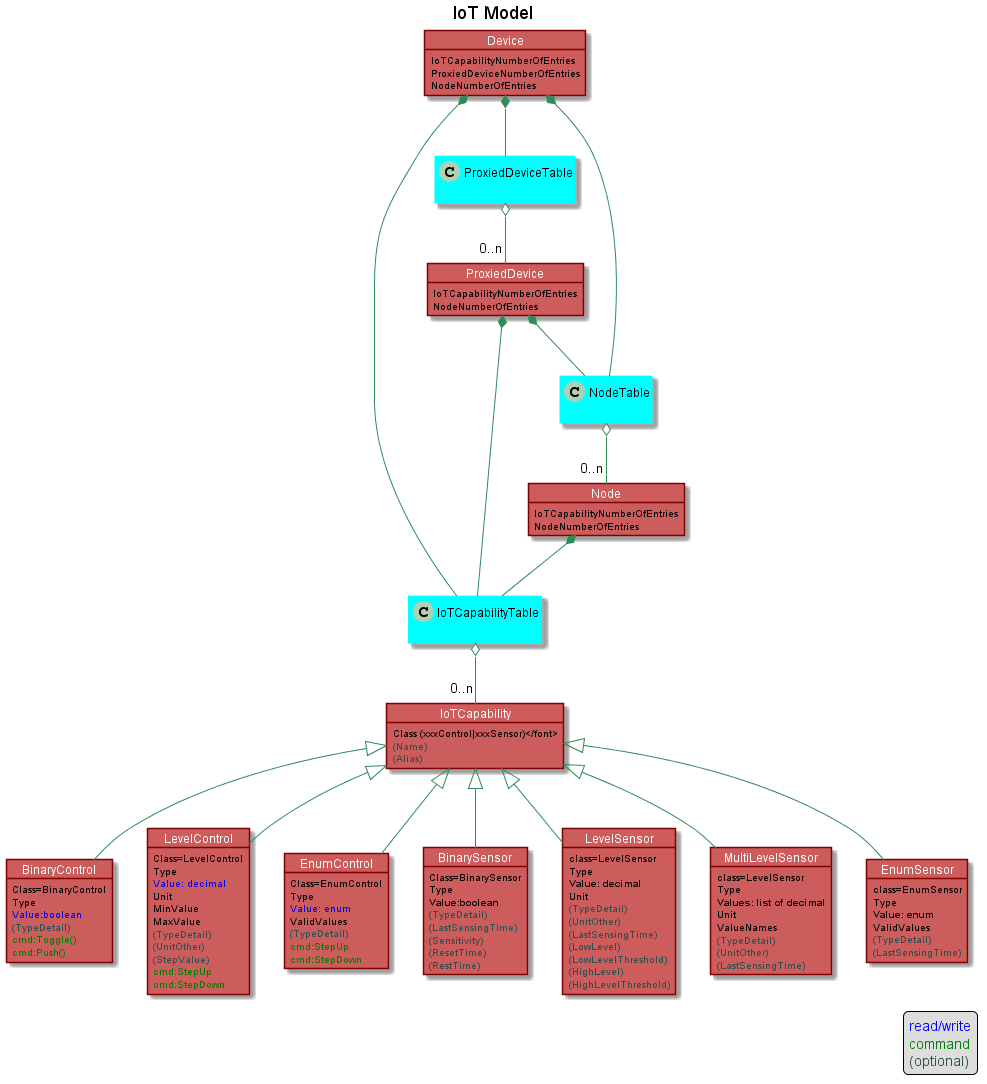 IoT Model
Device
IoTCapabilityNumberOfEntries
ProxiedDeviceNumberOfEntries
NodeNumberOfEntries
C ProxiedDeviceTable
0..n
ProxiedDevice
IoTCapabilityNumberOfEntries
NodeNumberOfEntries
C NodeTable
0..n
Node
IoTCapabilityNumberOfEntries
NodeNumberOfEntries
C IoTCapabilityTable
0..n
IoTCapability
Class (xxxControl|xxxSensor)</font>
(Name)
(Alias)
BinaryControl
Class=BinaryControl
Type
Value:boolean
(TypeDetail)
cmd:Toggle()
cmd:Push()
LevelControl
Class=LevelControl
Type
Value: decimal
Unit
MinValue
MaxValue
(TypeDetail)
(UnitOther)
(StepValue)
cmd:StepUp
cmd:StepDown
EnumControl
Class=EnumControl
Type
Value: enum
ValidValues
(TypeDetail)
cmd:StepUp
cmd:StepDown
BinarySensor
Class=BinarySensor
Type
Value:boolean
(TypeDetail)
(LastSensingTime)
(Sensitivity)
(ResetTime)
(RestTime)
LevelSensor
class=LevelSensor
Type
Value: decimal
Unit
(TypeDetail)
(UnitOther)
(LastSensingTime)
(LowLevel)
(LowLevelThreshold)
(HighLevel)
(HighLevelThreshold)
MultiLevelSensor
class=LevelSensor
Type
Values: list of decimal
Unit
ValueNames
(TypeDetail)
(UnitOther)
(LastSensingTime)
EnumSensor
class=EnumSensor
Type
Value: enum
ValidValues
(TypeDetail)
(LastSensingTime)
read/write
command
(optional)